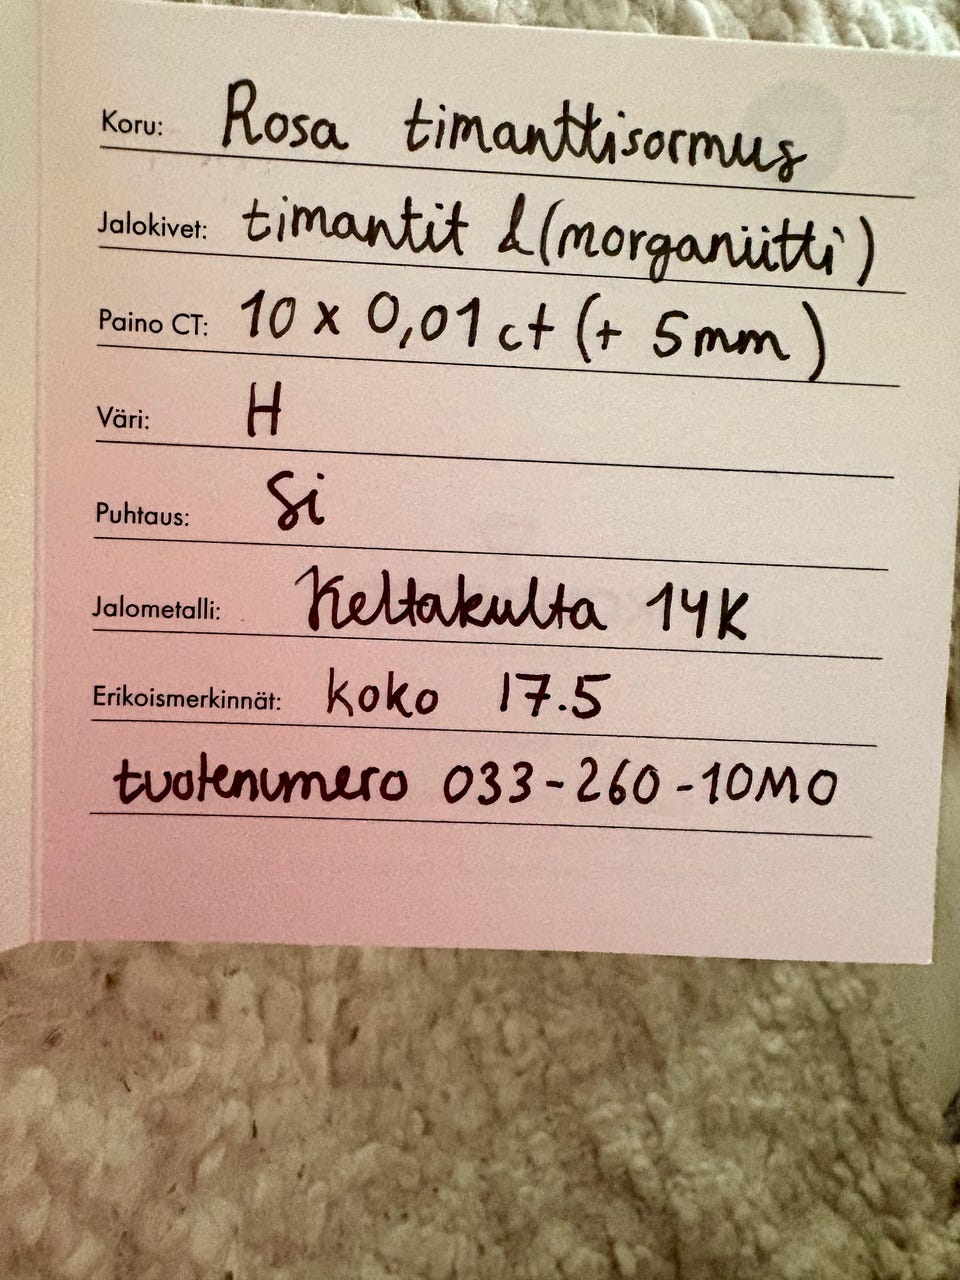 Koru: Rosa timanttisormus
Jalokivet: timantit & (morganiitti)
Paino CT: 10 x 0,01 ct (+ 5mm)
Väri: H
Puhtaus: Si
Jalometalli: Keltakulta 14K
Erikoismerkinnät: koko 17.5
tuotenumero 033-260-10MO